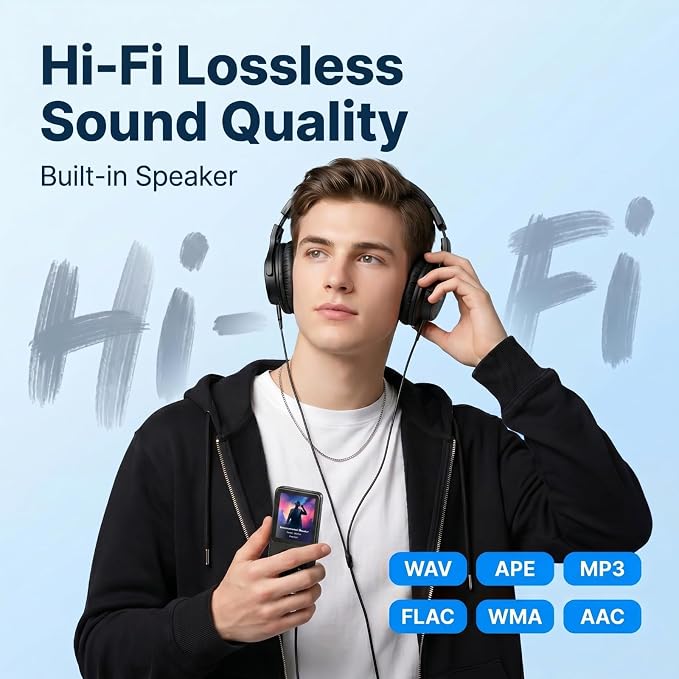 Hi-Fi Lossless
Sound Quality
Built-in Speaker
Hi-Fi
WAV
APE
MP3
FLAC
WMA
AAC